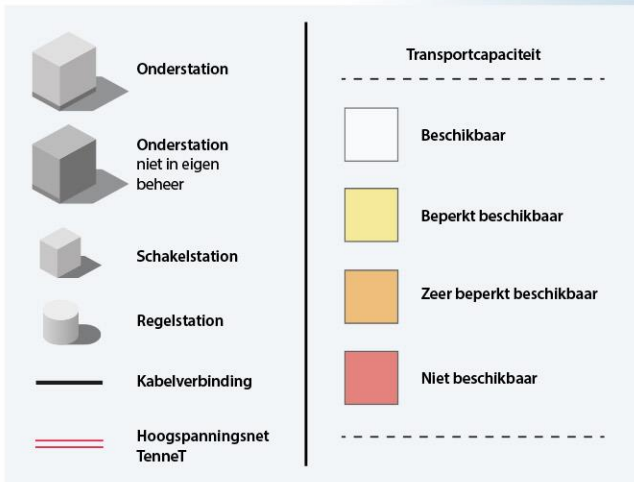 Onderstation
Onderstation
niet in eigen
beheer
Schakelstation
Regelstation
Kabelverbinding
Hoogspanningsnet
TenneT
Transportcapaciteit
Beschikbaar
Beperkt beschikbaar
Zeer beperkt beschikbaar
Niet beschikbaar